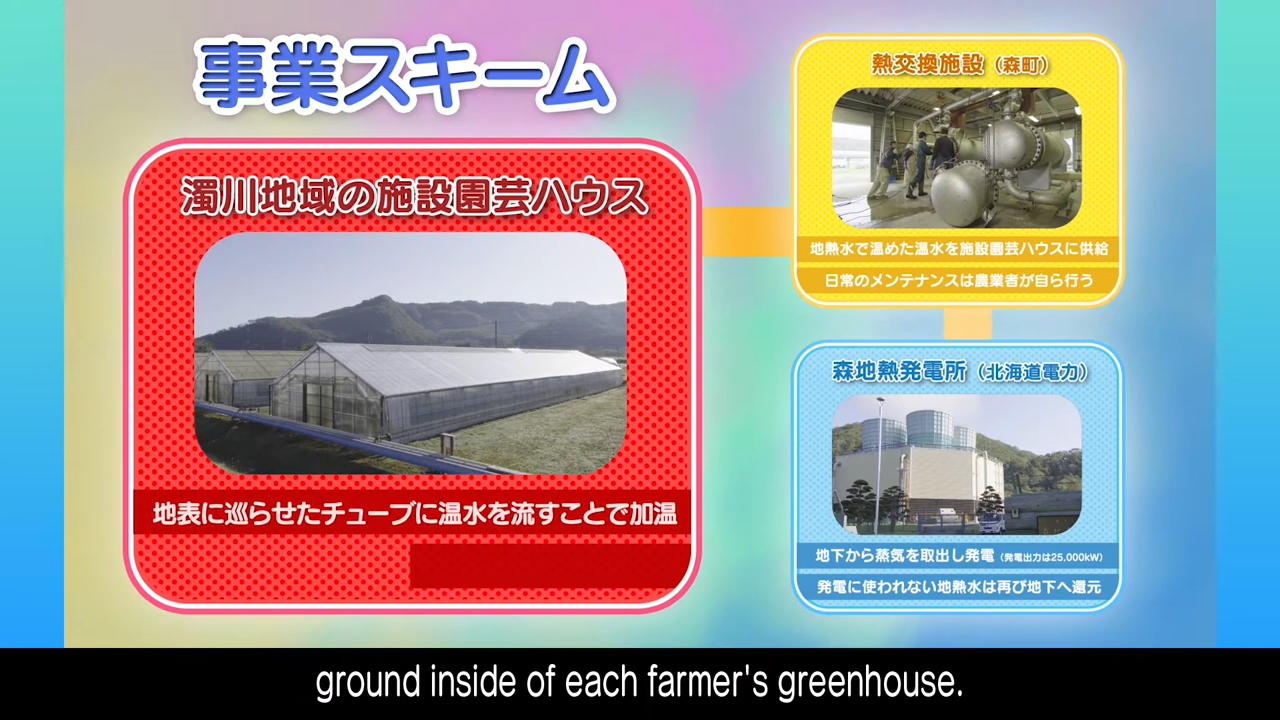 事業スキーム
濁川地域の施設園芸ハウス
地表に巡らせたチューブに温水を流すことで加温
熱交換施設（森町）
地熱水で温めた温水を施設園芸ハウスに供給
日常のメンテナンスは農業者が自ら行う
森地熱発電所（北海道電力）
地下から蒸気を取出し発電（発電出力は25,000kW）
発電に使われない地熱水は再び地下へ還元
ground inside of each farmer's greenhouse.